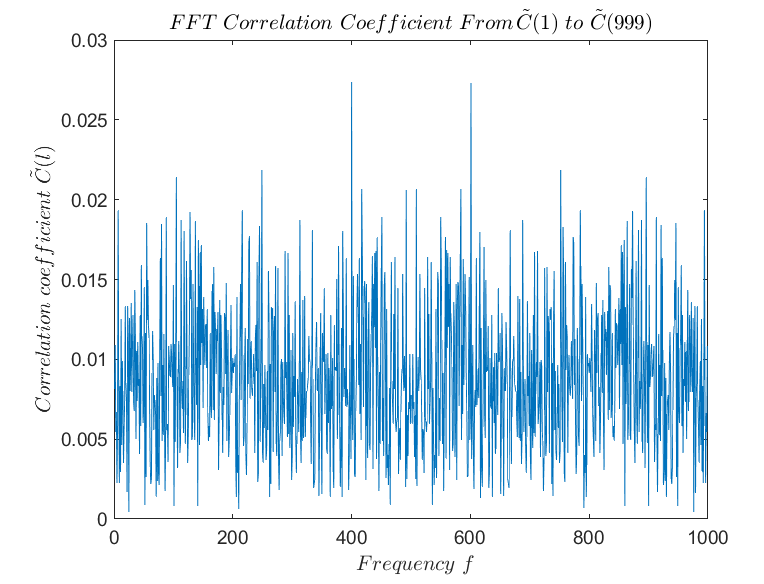 FFT Correlation Coefficient From C̃(1) to C̃(999)
0.03
0.025
0.02
0.015
0.01
0.005
0
Correlation coefficient C̃(l)
0 200 400 600 800 1000
Frequency f